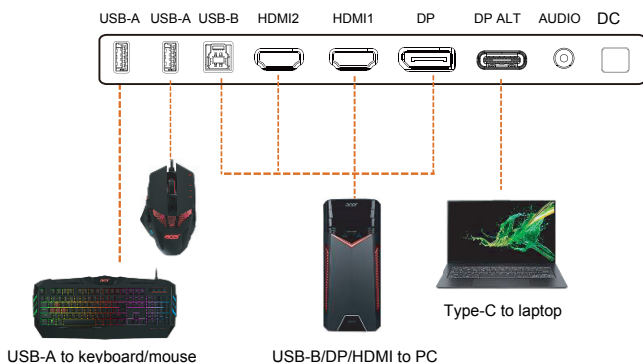 USB-A USB-A USB-B HDMI2 HDMI1 DP DP ALT AUDIO DC
acer
Type-C to laptop
USB-A to keyboard/mouse USB-B/DP/HDMI to PC